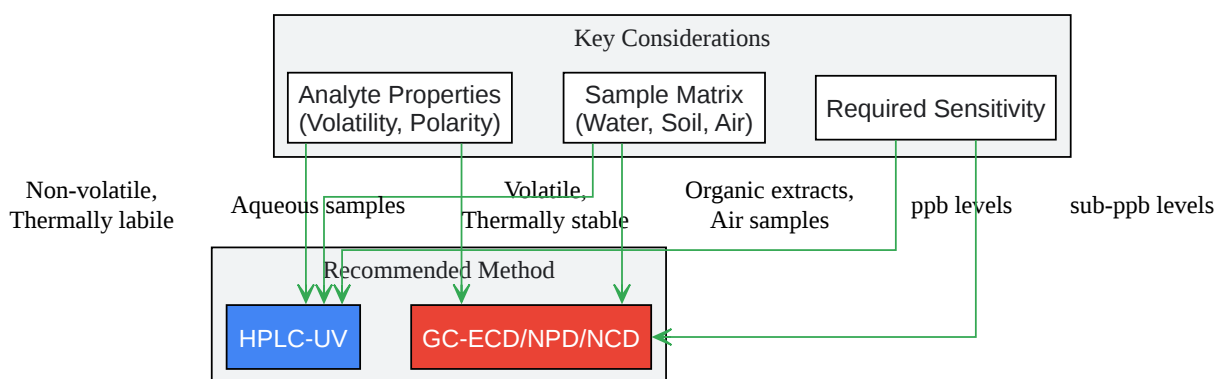 Key Considerations
Analyte Properties
(Volatility, Polarity)
Sample Matrix
(Water, Soil, Air)
Required Sensitivity
Non-volatile,
Thermally labile
Aqueous samples
Volatile,
Thermally stable
Organic extracts,
Air samples
ppb levels
sub-ppb levels
Recommended Method
HPLC-UV
GC-ECD/NPD/NCD